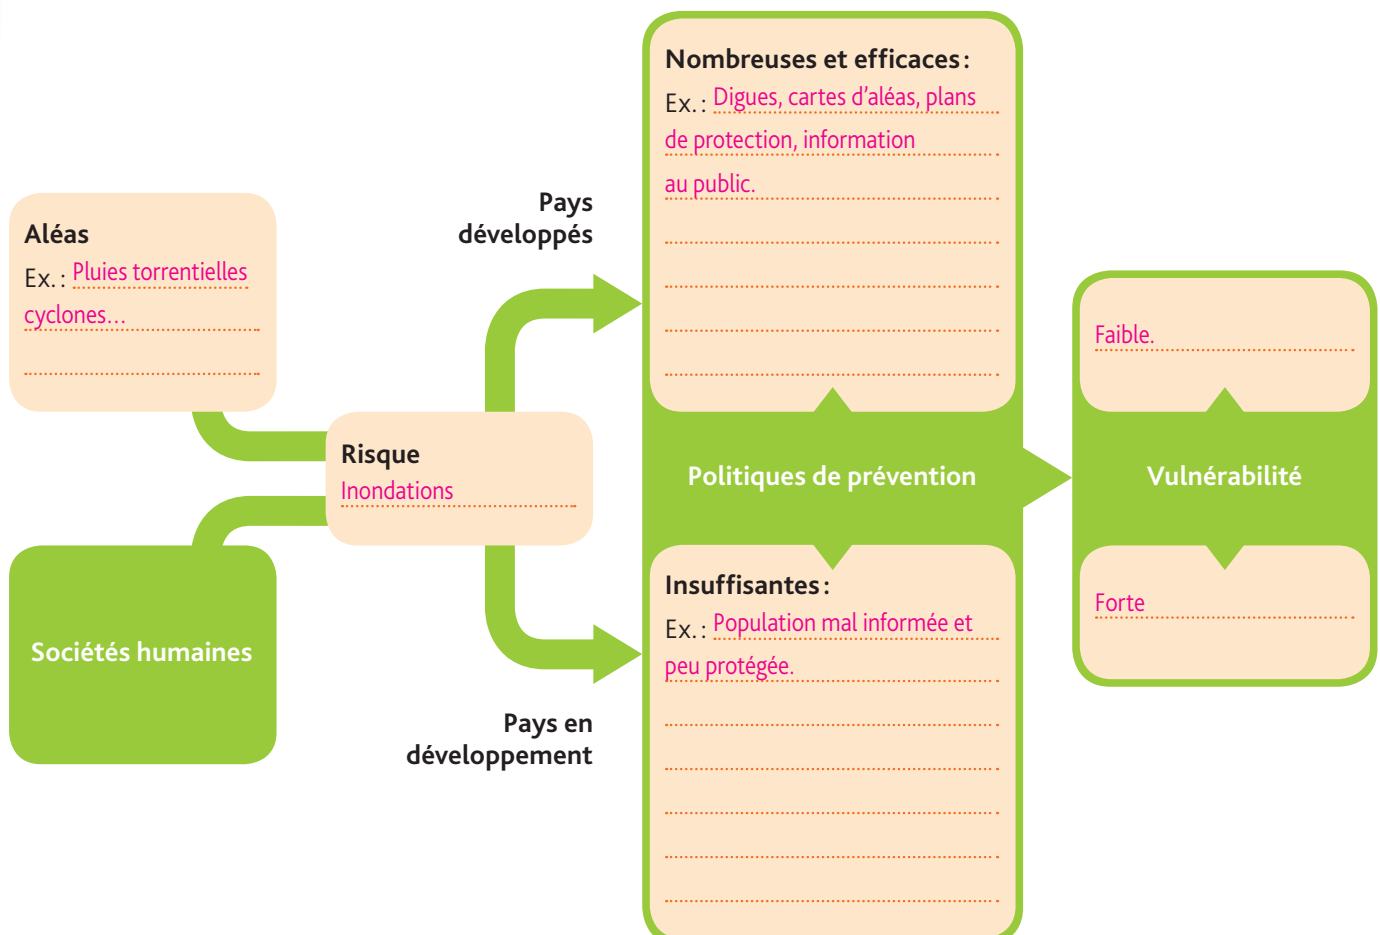 Aléas
Ex. : Pluies torrentielles
cyclones...
Sociétés humaines
Risque
Inondations
Pays
développés
Pays en
développement
Nombreuses et efficaces :
Ex. : Digues, cartes d'aléas, plans
de protection, information
au public.
Politiques de prévention
Insuffisantes :
Ex. : Population mal informée et
peu protégée.
Faible.
Vulnérabilité
Forte